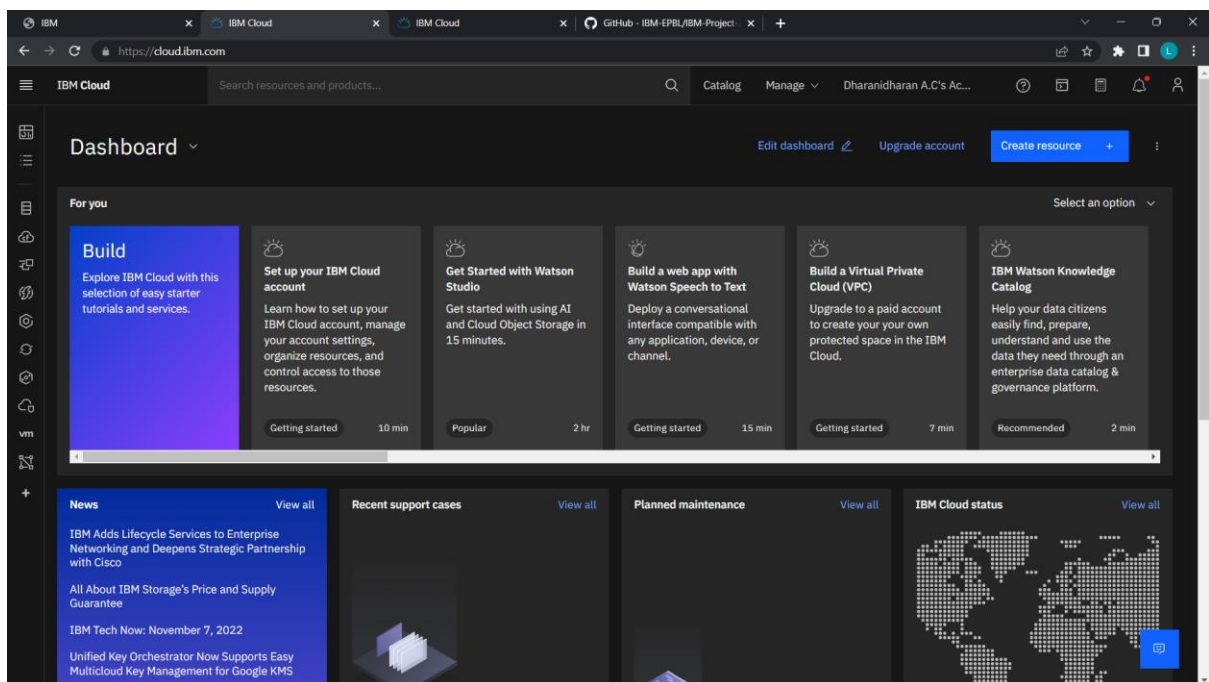 IBM
IBM Cloud
IBM Cloud
GitHub - IBM-EPBL/IBM-Project-
https://cloud.ibm.com
L
IBM Cloud
Search resources and products...
Catalog
Manage
Dharanidharan A.C's Ac...
Dashboard
Edit dashboard
Upgrade account
Create resource +
For you
Select an option
Build
Explore IBM Cloud with this
selection of easy starter
tutorials and services.
Set up your IBM Cloud
account
Learn how to set up your
IBM Cloud account, manage
your account settings,
organize resources, and
control access to those
resources.
Getting started
10 min
Get Started with Watson
Studio
Get started with using AI
and Cloud Object Storage in
15 minutes.
Popular
2 hr
Build a web app with
Watson Speech to Text
Deploy a conversational
interface compatible with
any application, device, or
channel.
Getting started
15 min
Build a Virtual Private
Cloud (VPC)
Upgrade to a paid account
to create your your own
protected space in the IBM
Cloud.
Getting started
7 min
IBM Watson Knowledge
Catalog
Help your data citizens
easily find, prepare,
understand and use the
data they need through an
enterprise data catalog &
governance platform.
Recommended
2 min
vm
News
View all
IBM Adds Lifecycle Services to Enterprise
Networking and Deepens Strategic Partnership
with Cisco
All About IBM Storage's Price and Supply
Guarantee
IBM Tech Now: November 7, 2022
Unified Key Orchestrator Now Supports Easy
Multicloud Key Management for Google KMS
Recent support cases
View all
Planned maintenance
View all
IBM Cloud status
View all